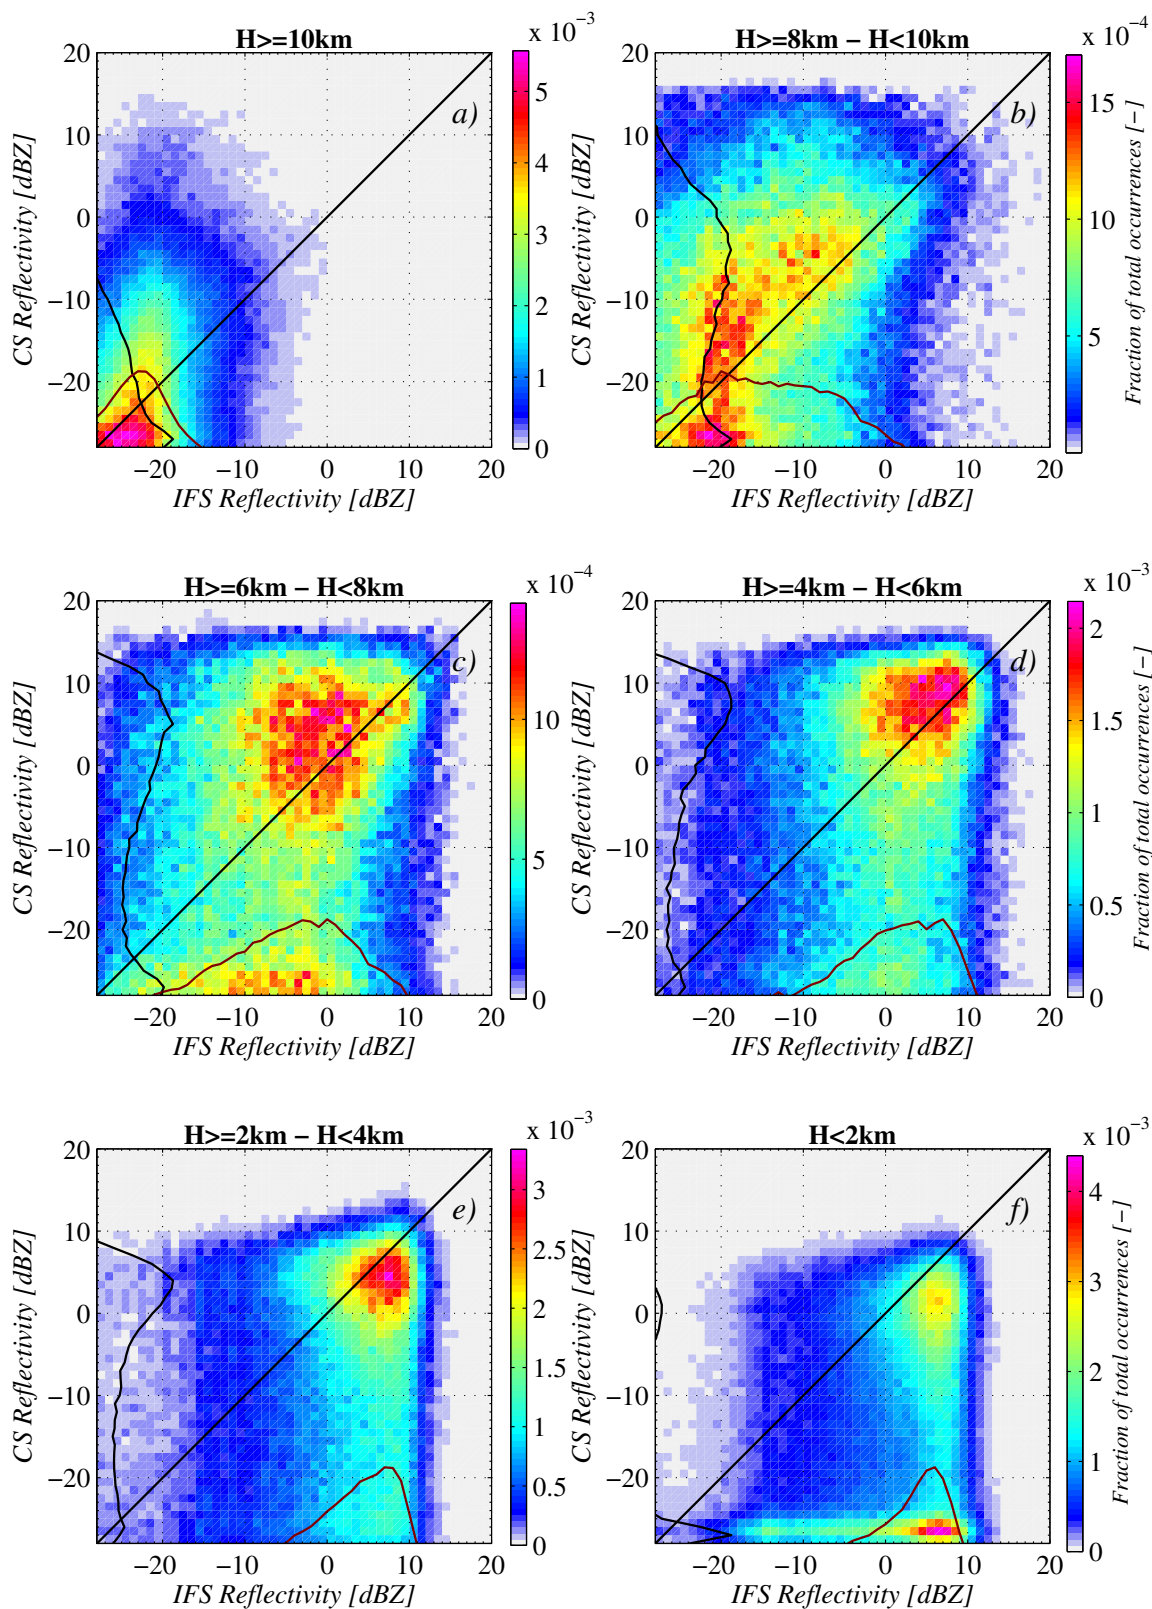 H>=10km
x 10−3
20
10
0
−10
−20
CS Reflectivity [dBZ]
a)
5
4
3
2
1
0
−20 −10 0 10 20
IFS Reflectivity [dBZ]
H>=8km − H<10km
x 10−4
20
10
0
−10
−20
CS Reflectivity [dBZ]
b)
15
10
5
Fraction of total occurrences [−]
−20 −10 0 10 20
IFS Reflectivity [dBZ]
H>=6km − H<8km
x 10−4
20
10
0
−10
−20
CS Reflectivity [dBZ]
c)
10
5
0
−20 −10 0 10 20
IFS Reflectivity [dBZ]
H>=4km − H<6km
x 10−3
20
10
0
−10
−20
CS Reflectivity [dBZ]
d)
2
1.5
1
0.5
0
Fraction of total occurrences [−]
−20 −10 0 10 20
IFS Reflectivity [dBZ]
H>=2km − H<4km
x 10−3
20
10
0
−10
−20
CS Reflectivity [dBZ]
e)
3
2.5
2
1.5
1
0.5
0
−20 −10 0 10 20
IFS Reflectivity [dBZ]
H<2km
x 10−3
20
10
0
−10
−20
CS Reflectivity [dBZ]
f)
4
3
2
1
0
Fraction of total occurrences [−]
−20 −10 0 10 20
IFS Reflectivity [dBZ]